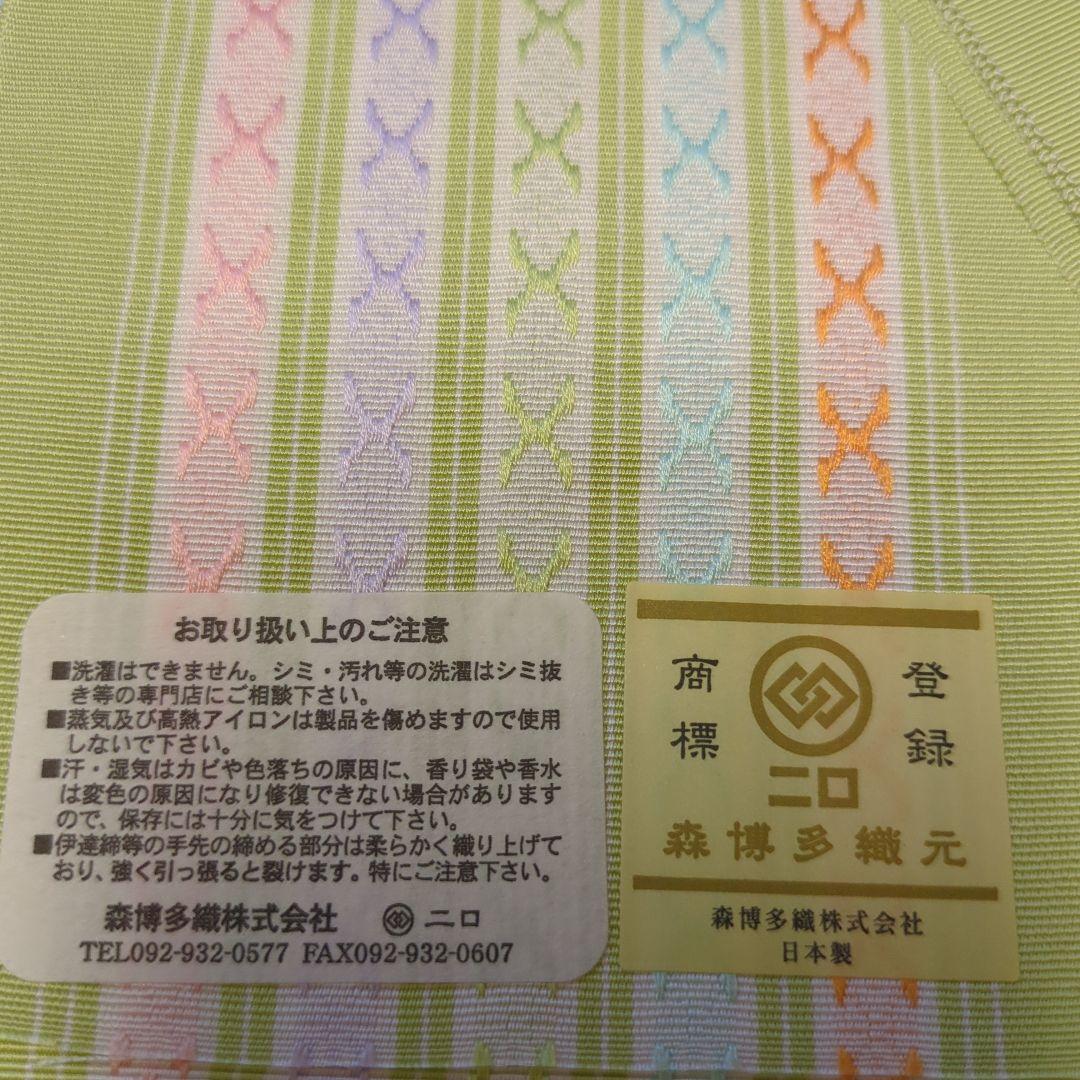 お取り扱い上のご注意
■洗濯はできません。シミ・汚れ等の洗濯はシミ抜
き等の専門店にご相談下さい。
■蒸気及び高熱アイロンは製品を傷めますので使用
しないで下さい。
■汗・湿気はカビや色落ちの原因に、香り袋や香水
は変色の原因になり修復できない場合があります
ので、保存には十分に気をつけて下さい。
■伊達締等の手先の締める部分は柔らかく織り上げて
おり、強く引っ張ると裂けます。特にご注意下さい。
森博多織株式会社 二ロ
TEL092-932-0577 FAX092-932-0607
登録
商標
二ロ
森博多織元
森博多織株式会社
日本製